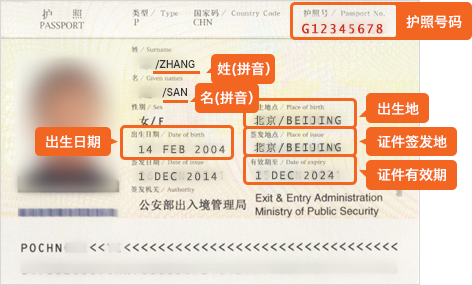 护 照
PASSPORT
类型 / Type
P
国家码 / Country Code
CHN
护照号 / Passport No.
G12345678
护照号码
姓 / Surname
/ZHANG
姓(拼音)
名 / Given names
/SAN
名(拼音)
性别 / Sex
女/F
出生地点 / Place of birth
北京/BEIJING
出生地
出生日期
出生日期 / Date of birth
14 FEB 2004
签发地点 / Place of issue
北京/BEIJING
证件签发地
签发日期 / Date of issue
1 DEC 2014
有效期至 / Date of expiry
1 DEC 2024
证件有效期
签发机关 / Authority
公安部出入境管理局
Exit & Entry Administration
Ministry of Public Security
POCHN